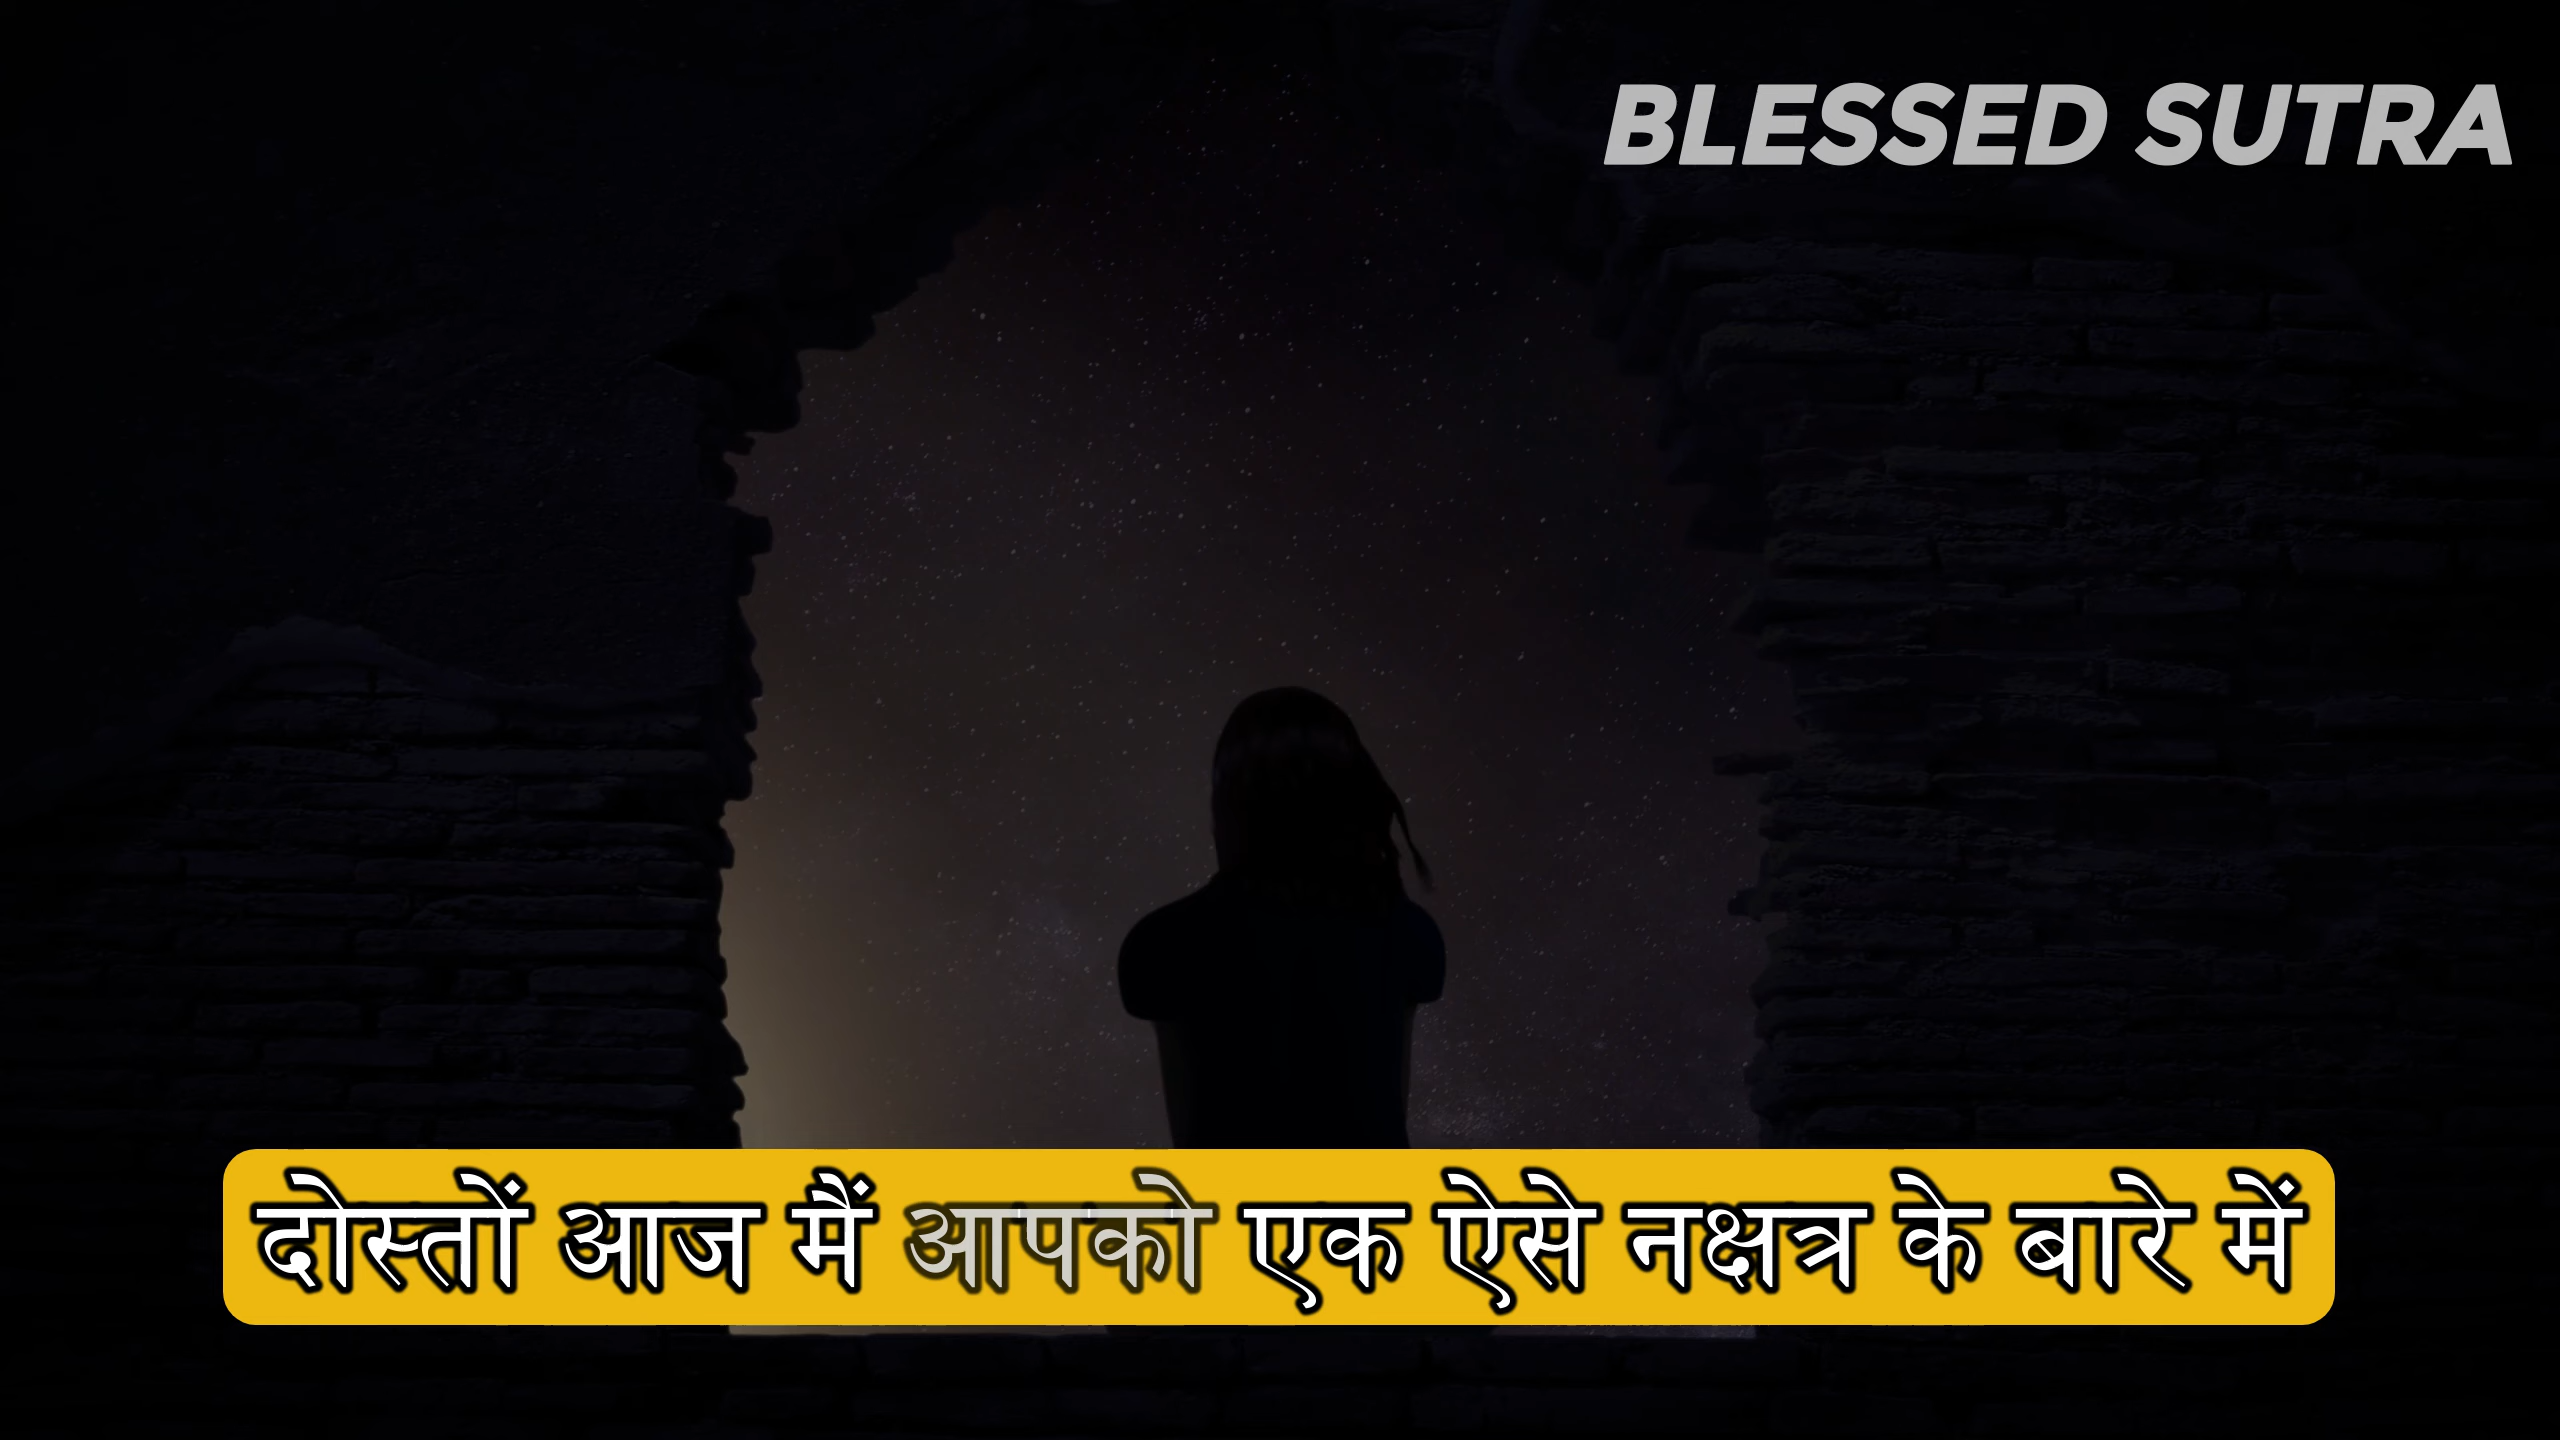 BLESSED SUTRA
दोस्तों आज मैं आपको एक ऐसे नक्षत्र के बारे में